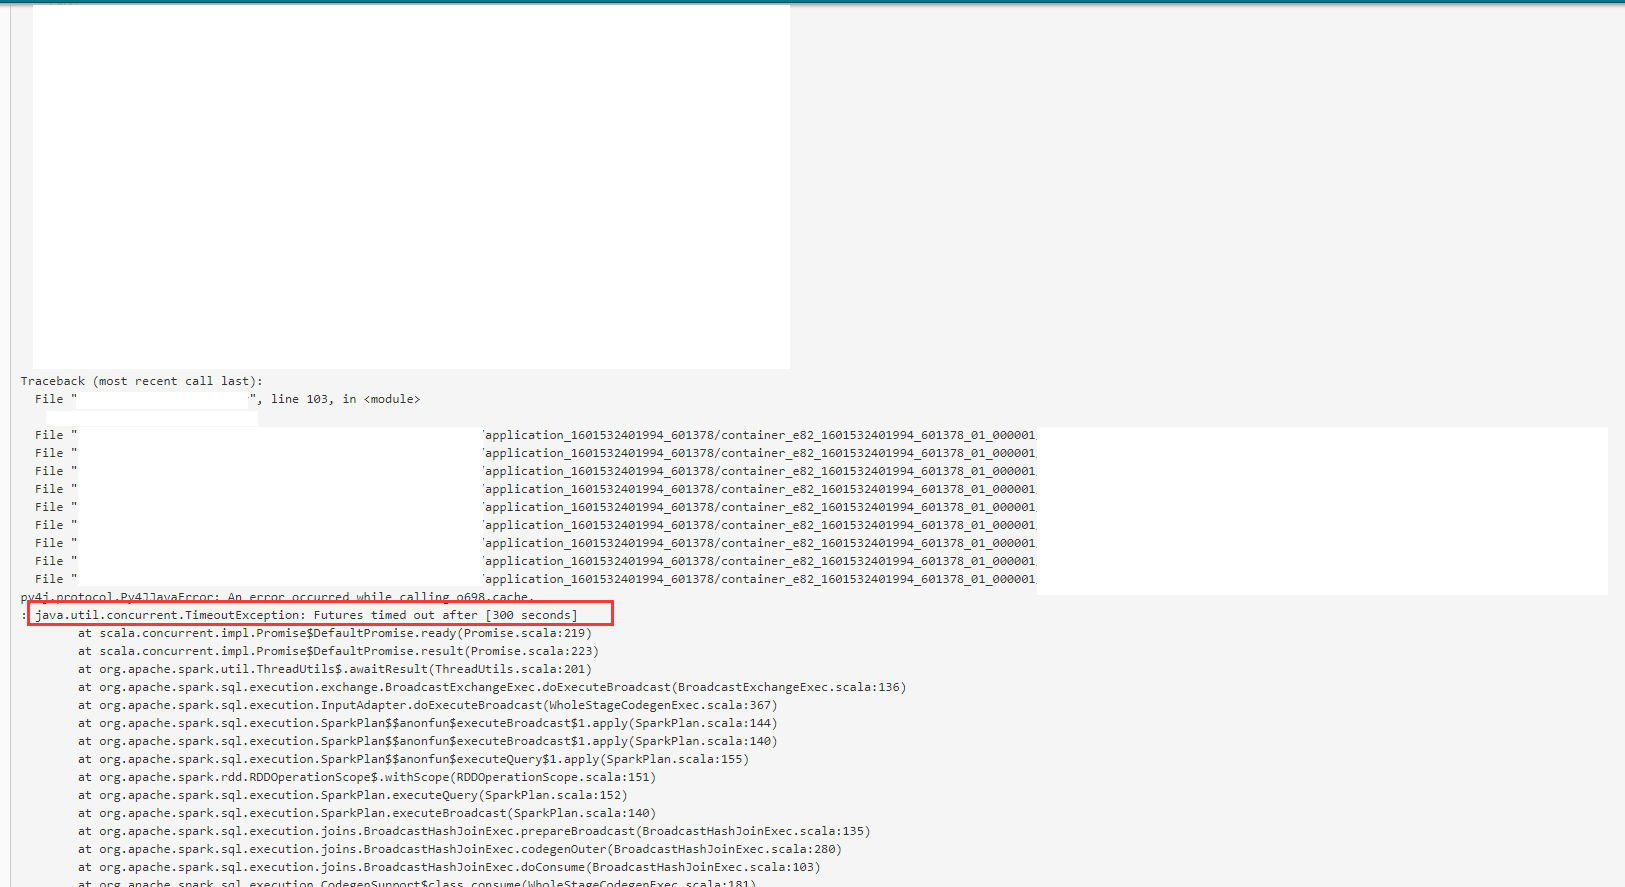 Traceback (most recent call last):
File "", line 103, in <module>
File "/application_1601532401994_601378/container_e82_1601532401994_601378_01_000001
File "/application_1601532401994_601378/container_e82_1601532401994_601378_01_000001
File "/application_1601532401994_601378/container_e82_1601532401994_601378_01_000001
File "/application_1601532401994_601378/container_e82_1601532401994_601378_01_000001
File "/application_1601532401994_601378/container_e82_1601532401994_601378_01_000001
File "/application_1601532401994_601378/container_e82_1601532401994_601378_01_000001
File "/application_1601532401994_601378/container_e82_1601532401994_601378_01_000001
File "/application_1601532401994_601378/container_e82_1601532401994_601378_01_000001
File "/application_1601532401994_601378/container_e82_1601532401994_601378_01_000001
py4j.protocol.Py4JJavaError: An error occurred while calling o698.cache.
: java.util.concurrent.TimeoutException: Futures timed out after [300 seconds]
at scala.concurrent.impl.Promise$DefaultPromise.ready(Promise.scala:219)
at scala.concurrent.impl.Promise$DefaultPromise.result(Promise.scala:223)
at org.apache.spark.util.ThreadUtils$.awaitResult(ThreadUtils.scala:201)
at org.apache.spark.sql.execution.exchange.BroadcastExchangeExec.doExecuteBroadcast(BroadcastExchangeExec.scala:136)
at org.apache.spark.sql.execution.InputAdapter.doExecuteBroadcast(WholeStageCodegenExec.scala:367)
at org.apache.spark.sql.execution.SparkPlan$$anonfun$executeBroadcast$1.apply(SparkPlan.scala:144)
at org.apache.spark.sql.execution.SparkPlan$$anonfun$executeBroadcast$1.apply(SparkPlan.scala:140)
at org.apache.spark.sql.execution.SparkPlan$$anonfun$executeQuery$1.apply(SparkPlan.scala:155)
at org.apache.spark.rdd.RDDOperationScope$.withScope(RDDOperationScope.scala:151)
at org.apache.spark.sql.execution.SparkPlan.executeQuery(SparkPlan.scala:152)
at org.apache.spark.sql.execution.SparkPlan.executeBroadcast(SparkPlan.scala:140)
at org.apache.spark.sql.execution.joins.BroadcastHashJoinExec.prepareBroadcast(BroadcastHashJoinExec.scala:135)
at org.apache.spark.sql.execution.joins.BroadcastHashJoinExec.codegenOuter(BroadcastHashJoinExec.scala:280)
at org.apache.spark.sql.execution.joins.BroadcastHashJoinExec.doConsume(BroadcastHashJoinExec.scala:103)
at org.apache.spark.sql.execution.CodegenSupport$class.consume(WholeStageCodegenExec.scala:181)